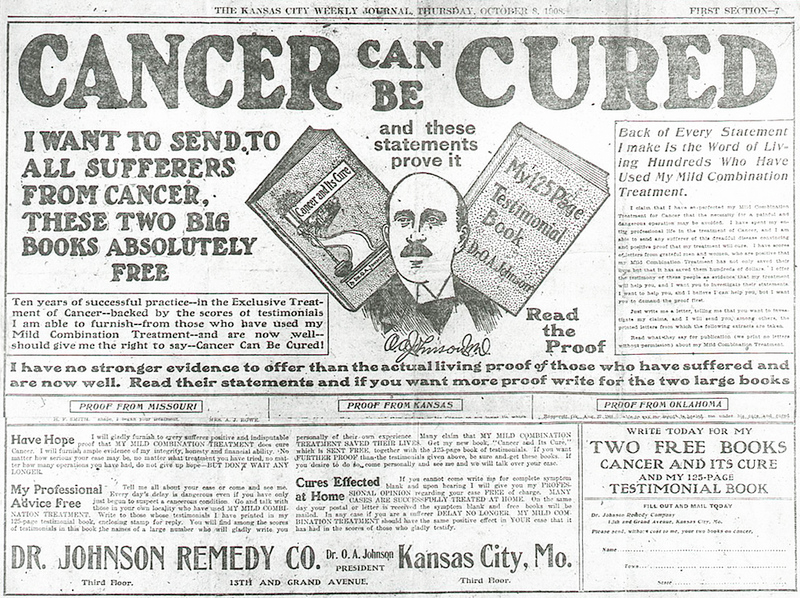 THE KANSAS CITY WEEKLY JOURNAL, THURSDAY, OCTOBER 8, 1908. FIRST SECTION—7
CANCER CAN BE CURED
and these
statements
prove it
I WANT TO SEND TO
ALL SUFFERERS
FROM CANCER,
THESE TWO BIG
BOOKS ABSOLUTELY
FREE
Cancer and Its Cure
My 125 Page
Testimonial
Book
Dr. O.A. Johnson
Read
the
Proof
Ten years of successful practice--in the Exclusive Treat-
ment of Cancer--backed by the scores of testimonials
I am able to furnish--from those who have used my
Mild Combination Treatment--and are now well--
should give me the right to say--Cancer Can Be Cured!
Back of Every Statement
I make is the Word of Liv-
ing Hundreds Who Have
Used My Mild Combination
Treatment.
I claim that I have so perfected my Mild Combination
Treatment for Cancer that the necessity for a painful and
dangerous operation may be avoided. I have spent my en-
tire professional life in the treatment of Cancer, and I am
able to send any sufferer of this dreadful disease convincing
and positive proof that my treatment will cure. I have scores
of letters from grateful men and women, who are positive that
my Mild Combination Treatment has not only saved their
but that it has saved them hundreds of dollars. I offer
the testimony of these people as evidence that my treatment
will help you, and I want you to investigate these statements
I want to help you, and I believe I can help you, but I want
you to demand the proof first.
Just write me a letter, telling me that you want to inves-
tigate my claims, and I will send you, among others, the
printed letters from which the following extracts are taken.
I have no stronger evidence to offer than the actual living proof of those who have suffered and
are now well. Read their statements and if you want more proof write for the two large books
PROOF FROM MISSOURI
PROOF FROM KANSAS
PROOF FROM OKLAHOMA
Have Hope I will gladly furnish to every sufferer positive and indisputable
proof that MY MILD COMBINATION TREATMENT does cure
Cancer. I will furnish ample evidence of my integrity, honesty and financial ability. No
matter how serious your case may be, no matter what treatment you have tried, no mat-
ter how many operations you have had, do not give up hope—BUT DON'T WAIT ANY
LONGER.
My Professional Advice Free Tell me all about your case or come and see me.
Every day's delay is dangerous even if you have only
just begun to suspect a cancerous condition. Go and talk with
those in your own locality who have used MY MILD COMBI-
NATION TREATMENT. Write to those whose testimony I have printed in my
125-page testimonial book, enclosing stamp for reply. You will find among the scores
of testimonials in this book the names of a large number who will gladly write you
personally of their own experience. Many claim that MY MILD COMBINATION
TREATMENT SAVED THEIR LIVES. Get my new book, "Cancer and Its Cure,"
which is SENT FREE, together with the 125-page book of testimonials. If you want
FURTHER PROOF than the testimonials given above, be sure and get these books. If
you desire to do so, come personally and see me and we will talk over your case.
Cures Effected at Home If you cannot come write for my complete symptom
blank and upon hearing I will give you my PROFES-
SIONAL OPINION regarding your case FREE of charge. MANY
CASES ARE SUCCESSFULLY TREATED AT HOME. On the same
day your postal or letter is received the symptom blank and free books will be
mailed. In any case if you are a sufferer DELAY NO LONGER. MY MILD COM-
BINATION TREATMENT should have the same positive effect in YOUR case that it
has had in the scores of those who gladly testify.
DR. JOHNSON REMEDY CO. Dr. O. A. Johnson PRESIDENT Kansas City, Mo.
Third Floor. 13TH AND GRAND AVENUE. Third Floor.
WRITE TODAY FOR MY
TWO FREE BOOKS
CANCER AND ITS CURE
AND MY 125-PAGE
TESTIMONIAL BOOK
FILL OUT AND MAIL TODAY
Dr. Johnson Remedy Company
13th and Grand Avenue, Kansas City, Mo.
Please send, without cost to me, your two books on cancer,
Name
Town
State